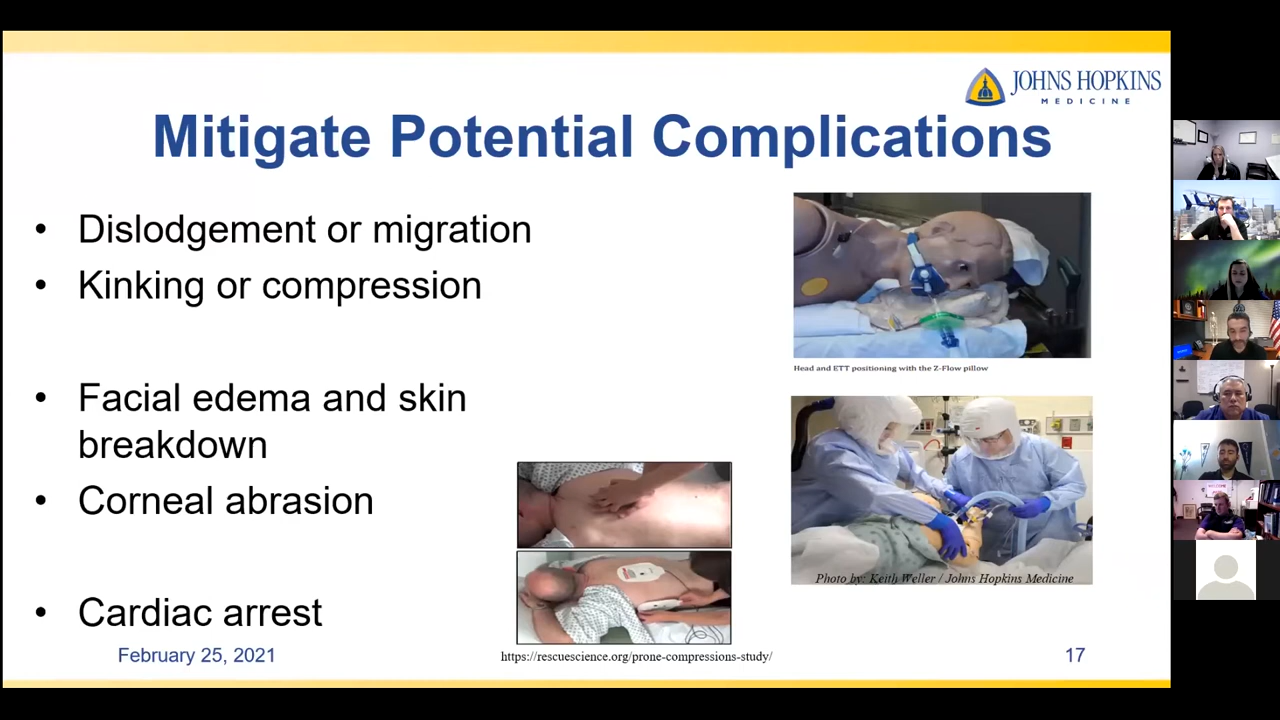 JOHNS HOPKINS
MEDICINE
Mitigate Potential Complications
• Dislodgement or migration
• Kinking or compression
• Facial edema and skin
breakdown
• Corneal abrasion
• Cardiac arrest
Head and ETT positioning with the Z-Flow pillow
Photo by: Keith Weller / Johns Hopkins Medicine
February 25, 2021
https://rescuescience.org/prone-compressions-study/
17